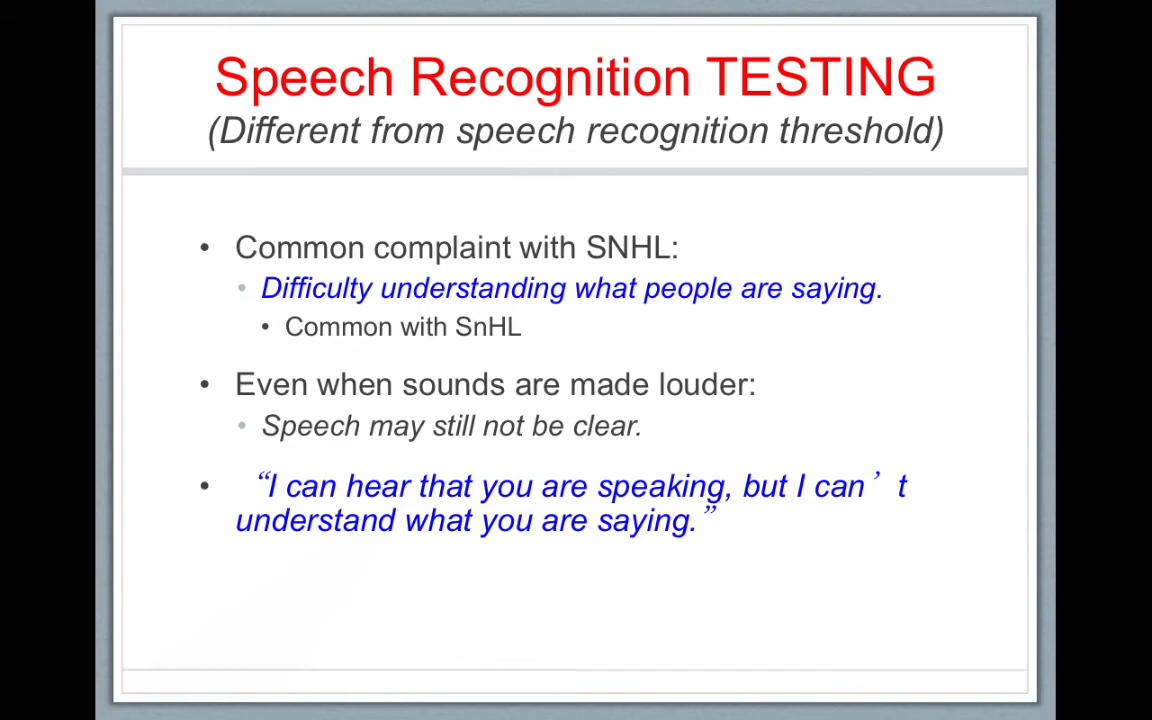 Speech Recognition TESTING
(Different from speech recognition threshold)
• Common complaint with SNHL:
• Difficulty understanding what people are saying.
• Common with SnHL
• Even when sounds are made louder:
• Speech may still not be clear.
• “I can hear that you are speaking, but I can’t
understand what you are saying.”